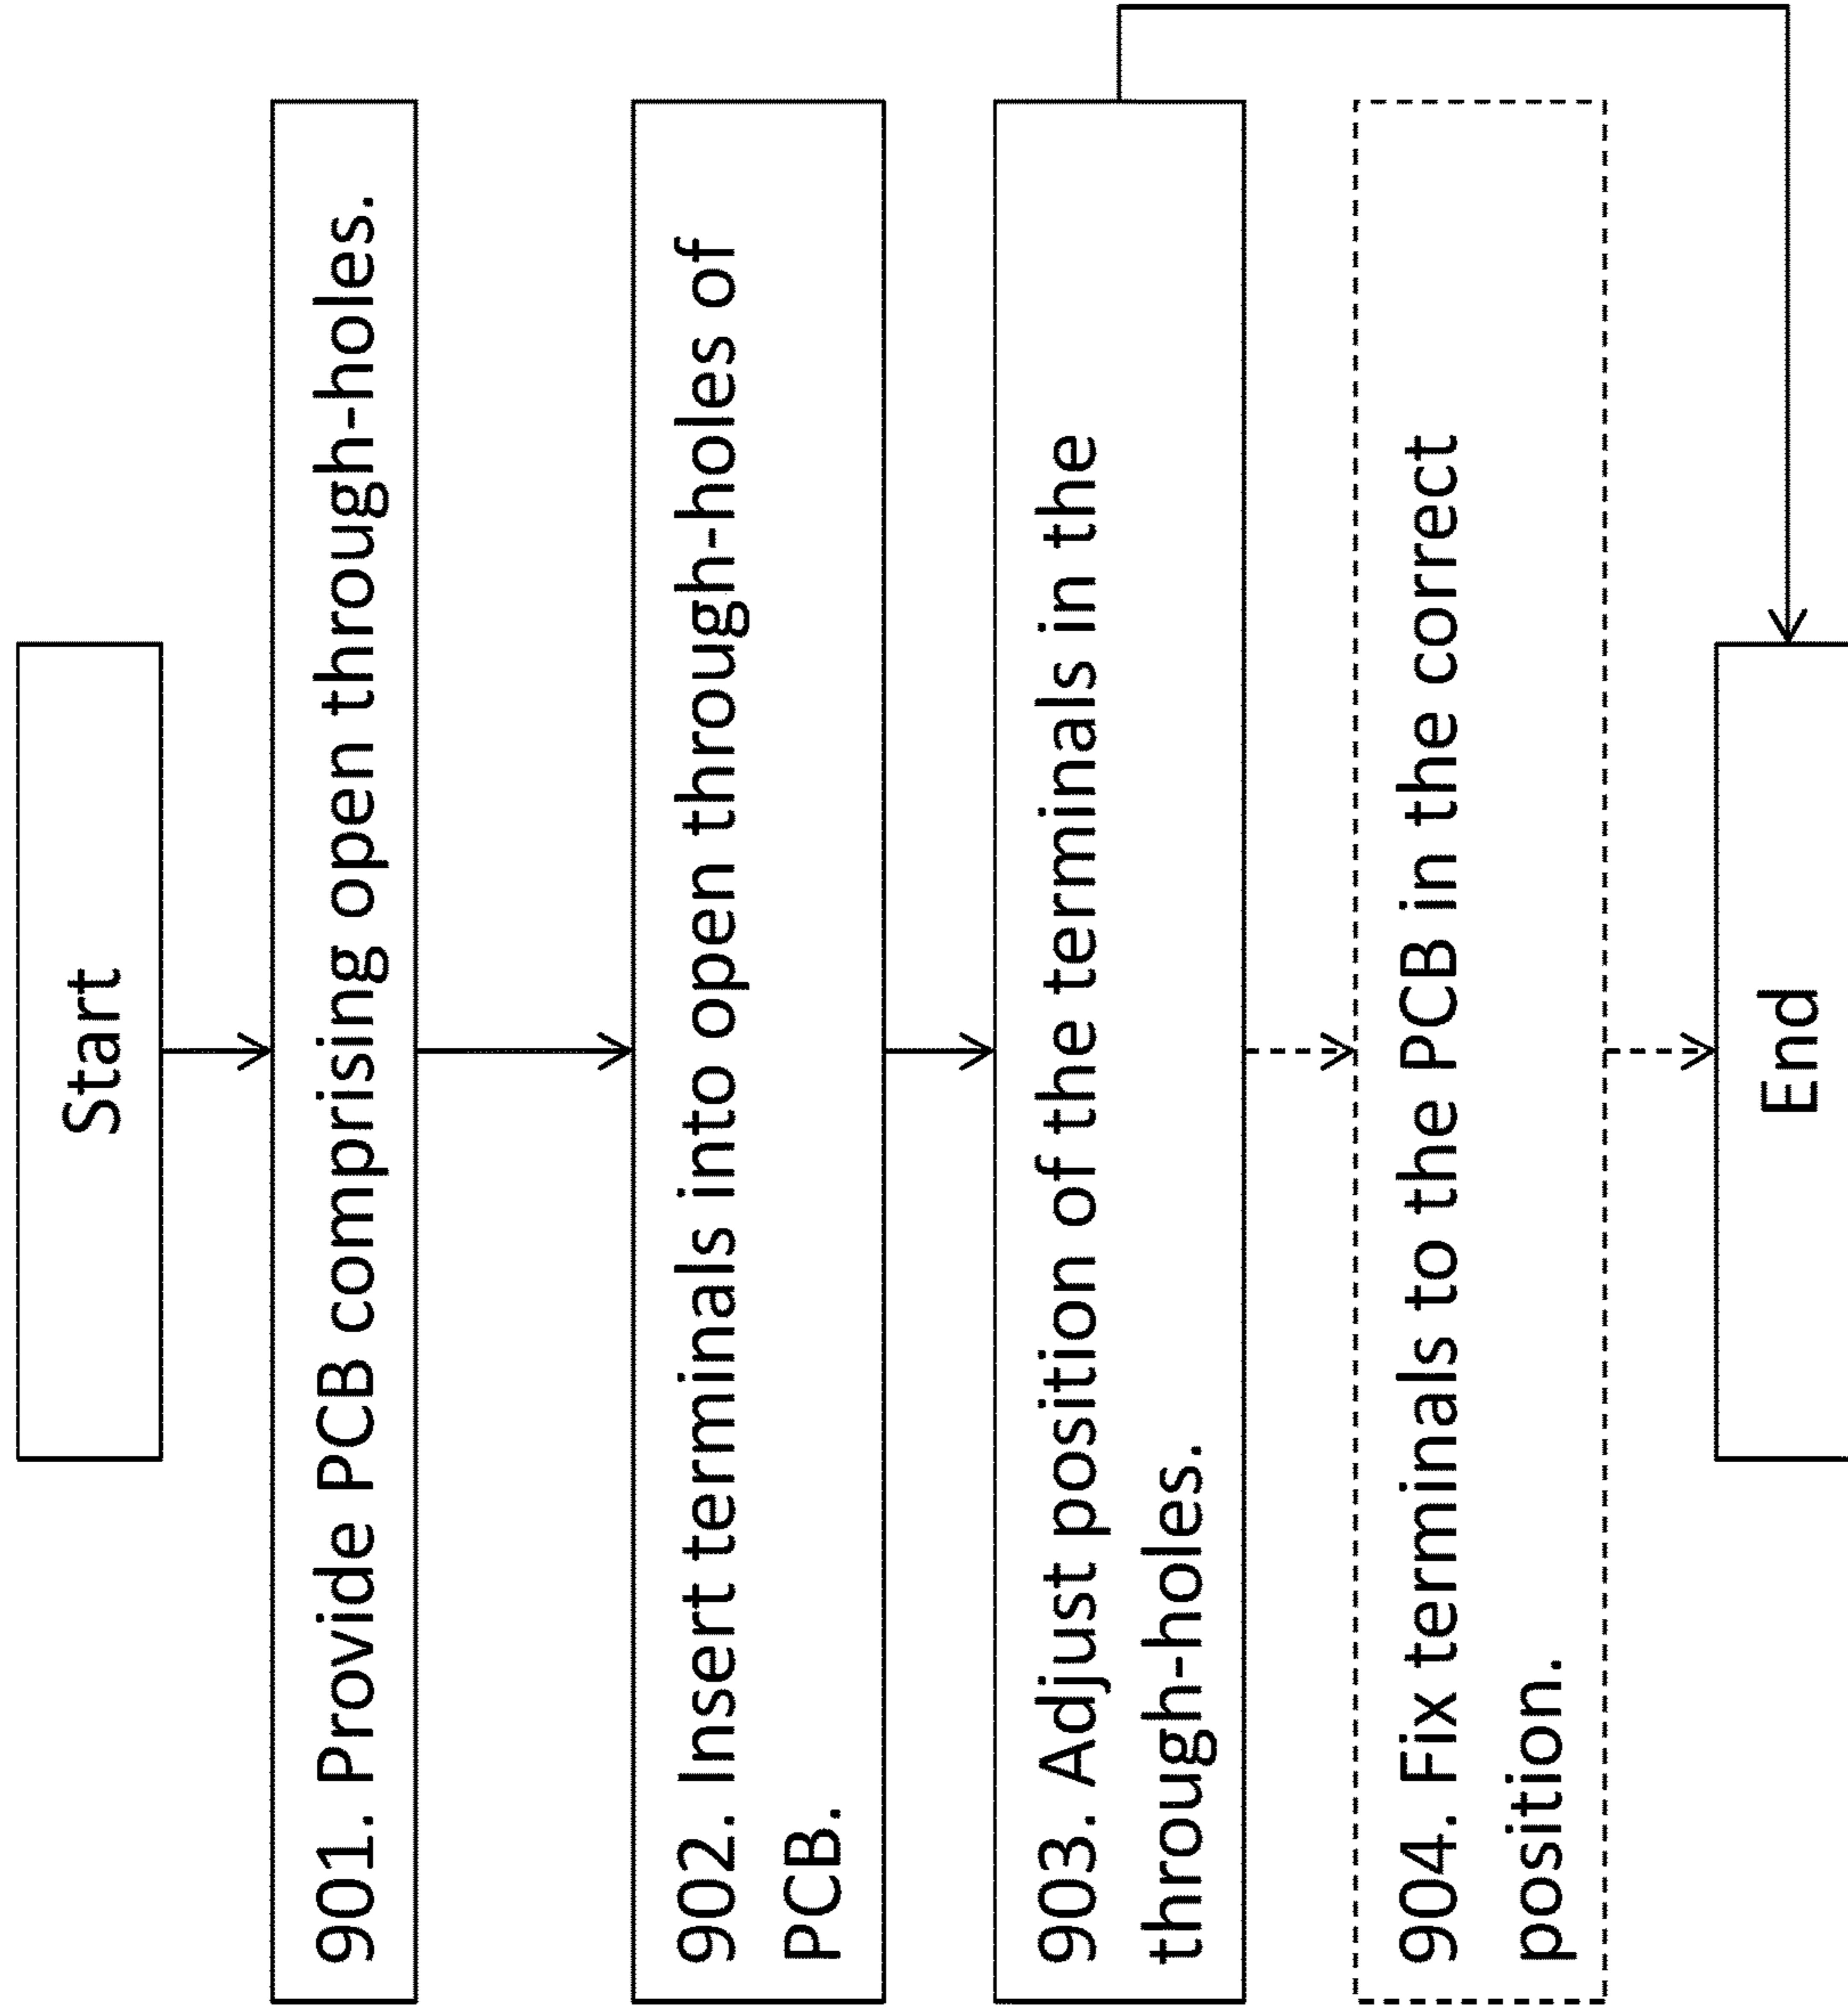 Start
901. Provide PCB comprising open through-holes.
902. Insert terminals into open through-holes of
PCB.
903. Adjust position of the terminals in the
through-holes.
904. Fix terminals to the PCB in the correct
position.
End